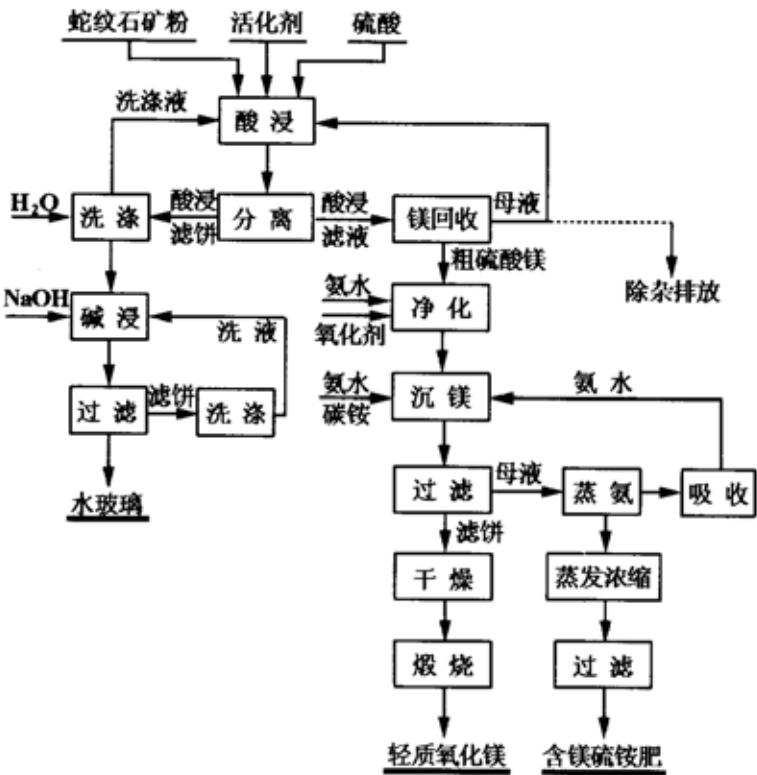 蛇纹石矿粉 活化剂 硫酸
洗涤液
酸浸
H₂O 洗涤 酸浸 滤饼 分离 酸浸 滤液 镁回收 母液
粗硫酸镁
除杂排放
氨水
氧化剂
净化
NaOH 碱浸
洗液
氨水
碳铵
沉镁
氨水
过滤 滤饼 洗涤
水玻璃
过滤 母液 蒸氨 吸收
滤饼
干燥 蒸发浓缩
煅烧 过滤
轻质氧化镁 含镁硫铵肥